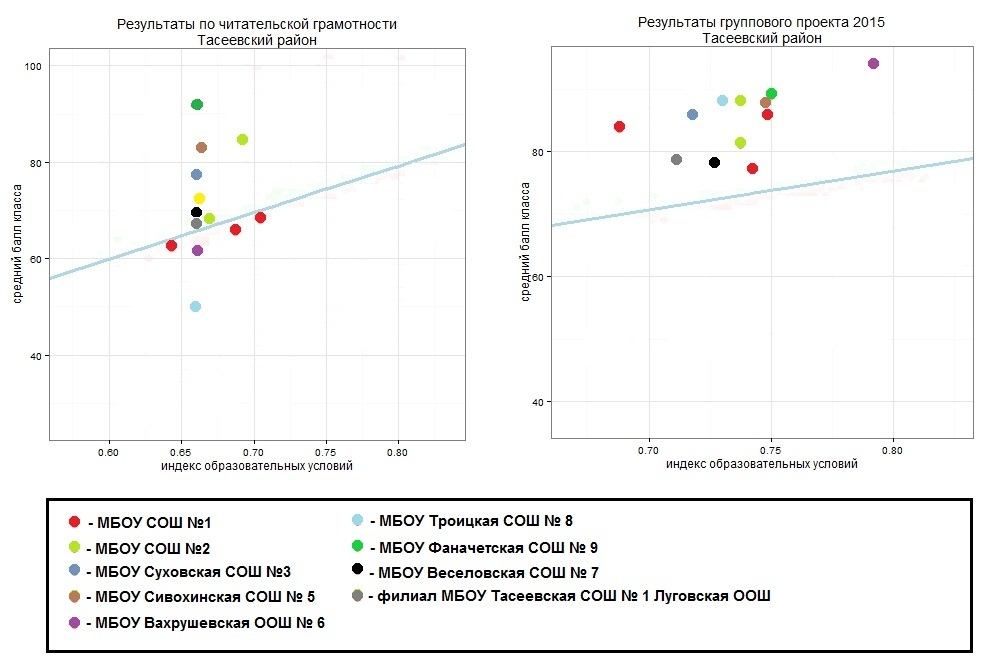 Результаты по читательской грамотности
Тасеевский район
100
80
60
40
средний балл класса
0.60 0.65 0.70 0.75 0.80
индекс образовательных условий
Результаты группового проекта 2015
Тасеевский район
80
60
40
средний балл класса
0.70 0.75 0.80
индекс образовательных условий
- МБОУ СОШ №1
- МБОУ СОШ №2
- МБОУ Суховская СОШ №3
- МБОУ Сивохинская СОШ № 5
- МБОУ Вахрушевская ООШ № 6
- МБОУ Троицкая СОШ № 8
- МБОУ Фаначетская СОШ № 9
- МБОУ Веселовская СОШ № 7
- филиал МБОУ Тасеевская СОШ № 1 Луговская ООШ